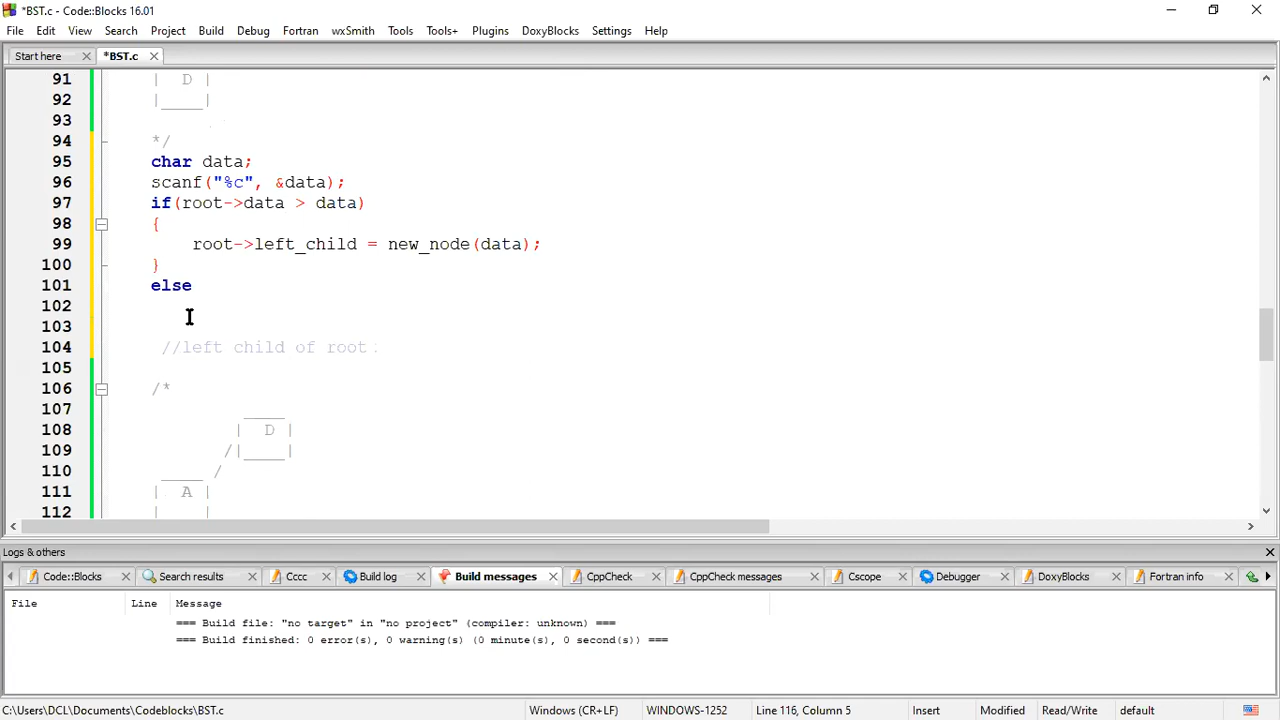 *BST.c - Code::Blocks 16.01
File Edit View Search Project Build Debug Fortran wxSmith Tools Tools+ Plugins DoxyBlocks Settings Help
Start here *BST.c
91 | D |
92 |____|
93
94 */
95 char data;
96 scanf("%c", &data);
97 if(root->data > data)
98 {
99 root->left_child = new_node(data);
100 }
101 else
102
103
104 //left child of root
105
106 /*
107 ____
108 | D |
109 /|____|
110 ____ /
111 | A |
112 | |
Logs & others
Code::Blocks Search results Cccc Build log Build messages CppCheck CppCheck messages Cscope Debugger DoxyBlocks Fortran info
File Line Message
=== Build file: "no target" in "no project" (compiler: unknown) ===
=== Build finished: 0 error(s), 0 warning(s) (0 minute(s), 0 second(s)) ===
C:\Users\DCL\Documents\Codeblocks\BST.c Windows (CR+LF) WINDOWS-1252 Line 116, Column 5 Insert Modified Read/Write default